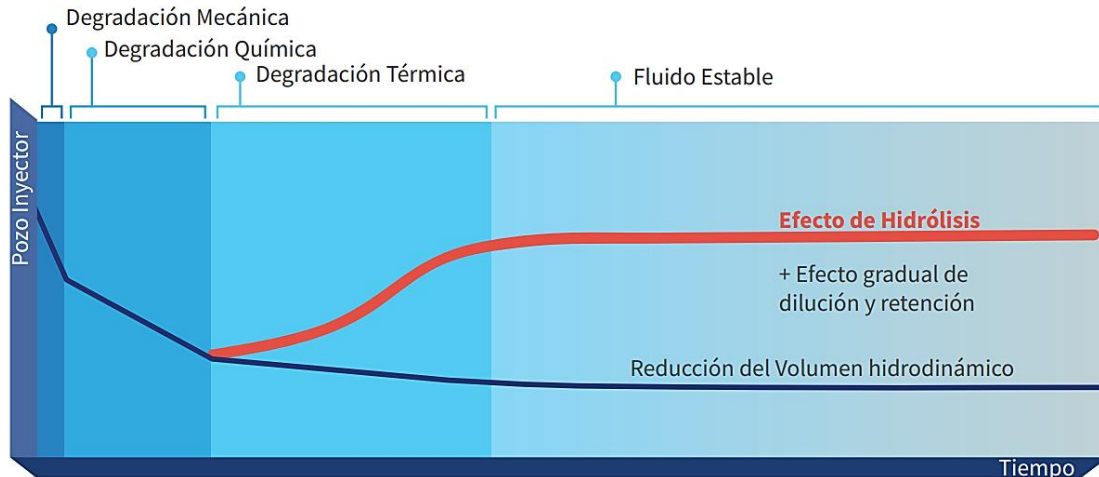 Degradación Mecánica
Degradación Química
Degradación Térmica
Fluido Estable
Pozo Inyector
Efecto de Hidrólisis
+ Efecto gradual de
dilución y retención
Reducción del Volumen hidrodinámico
Tiempo